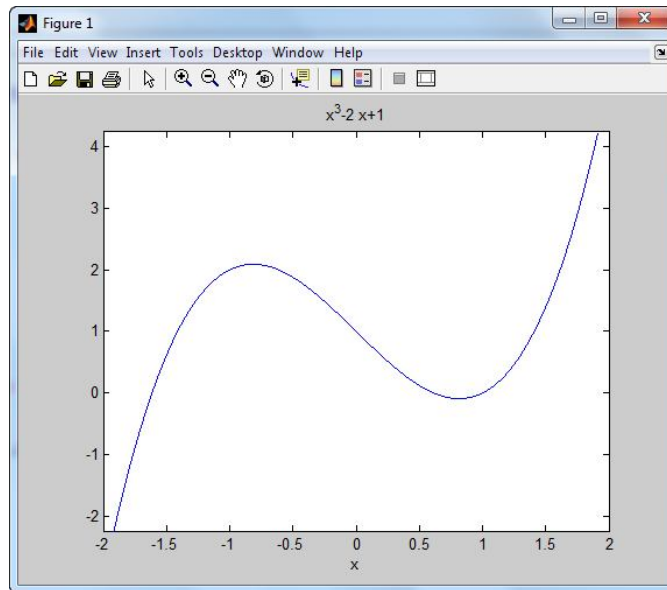 Figure 1
File Edit View Insert Tools Desktop Window Help
x³-2 x+1
4
3
2
1
0
-1
-2
-2 -1.5 -1 -0.5 0 0.5 1 1.5 2
x